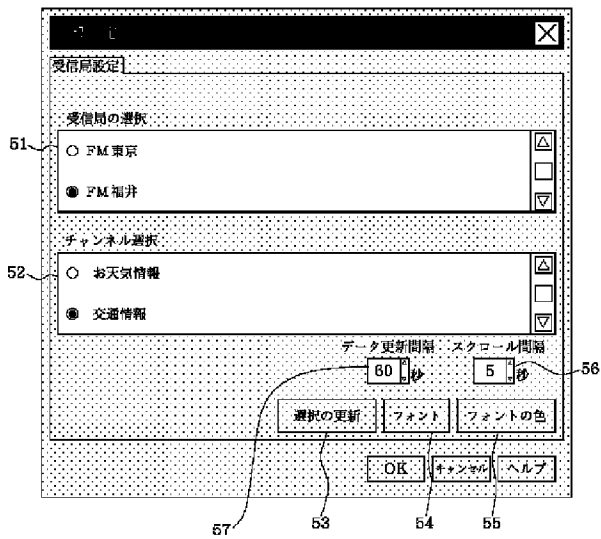 受信局設定
受信局の選択
51
FM東京
FM福井
チャンネル選択
52
お天気情報
交通情報
データ更新間隔 スクロール間隔
60 秒 5 秒 56
選択の更新 フォント フォントの色
OK キャンセル ヘルプ
57 53 54 55